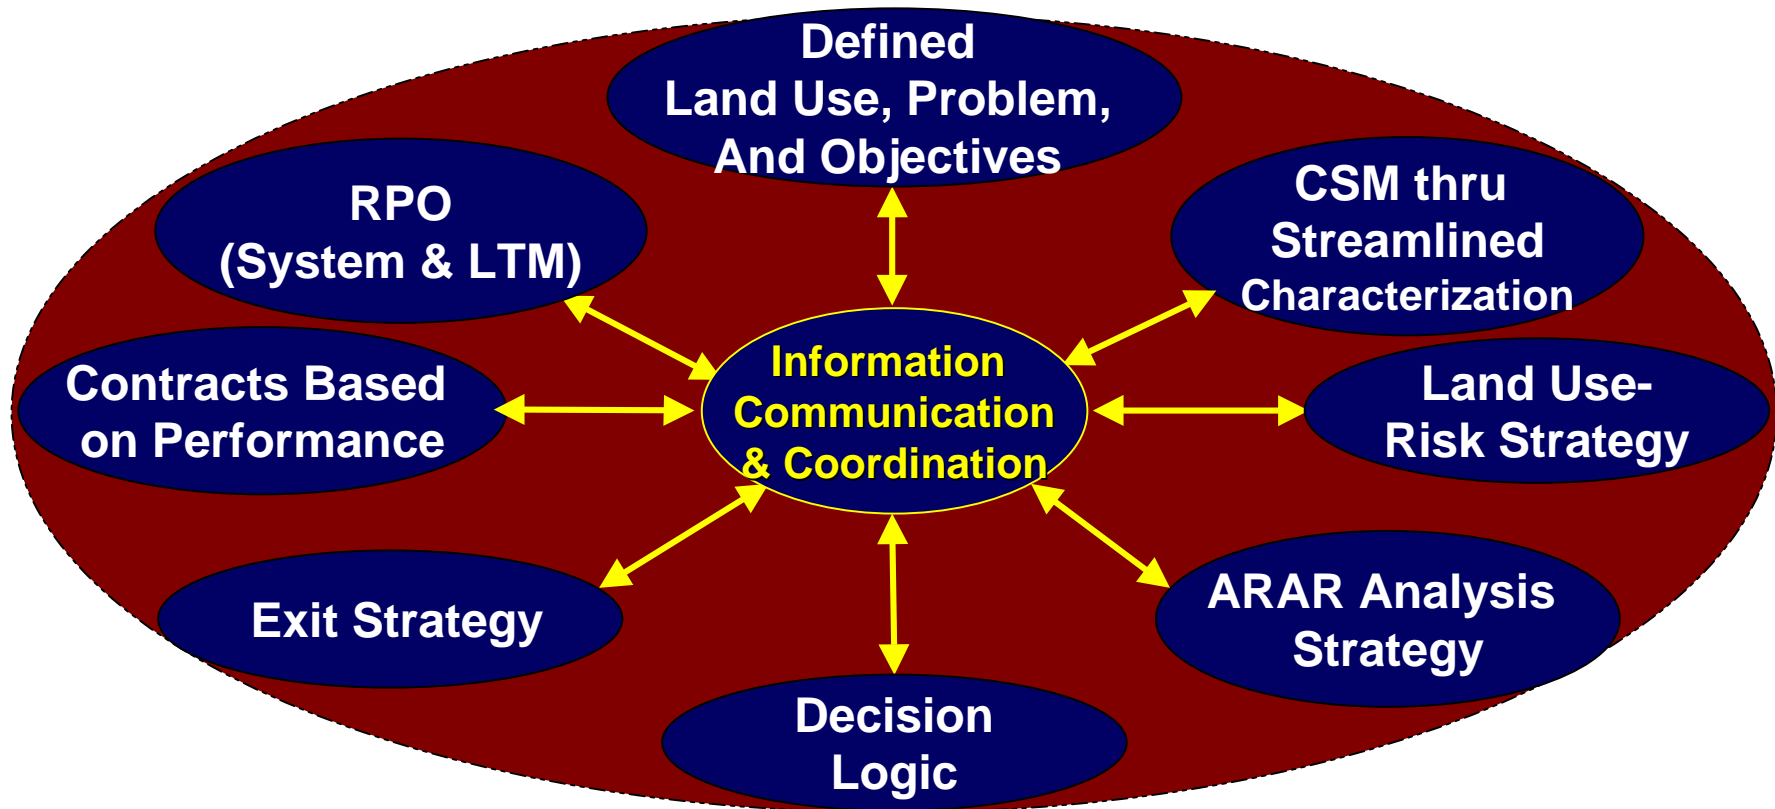 Defined
Land Use, Problem,
And Objectives
RPO
(System & LTM)
CSM thru
Streamlined
Characterization
Contracts Based
on Performance
Information
Communication
& Coordination
Land Use-
Risk Strategy
Exit Strategy
ARAR Analysis
Strategy
Decision
Logic